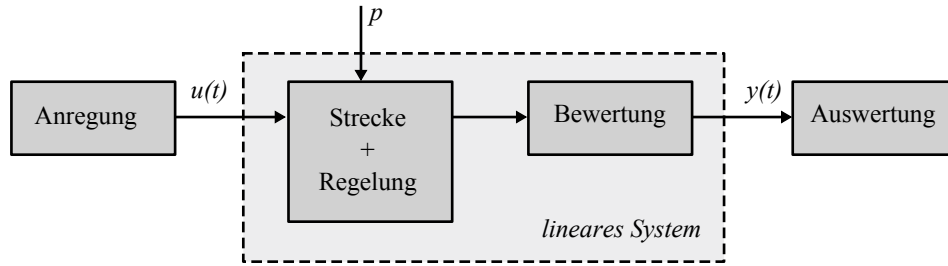 p
Anregung
u(t)
Strecke
+
Regelung
Bewertung
y(t)
Auswertung
lineares System